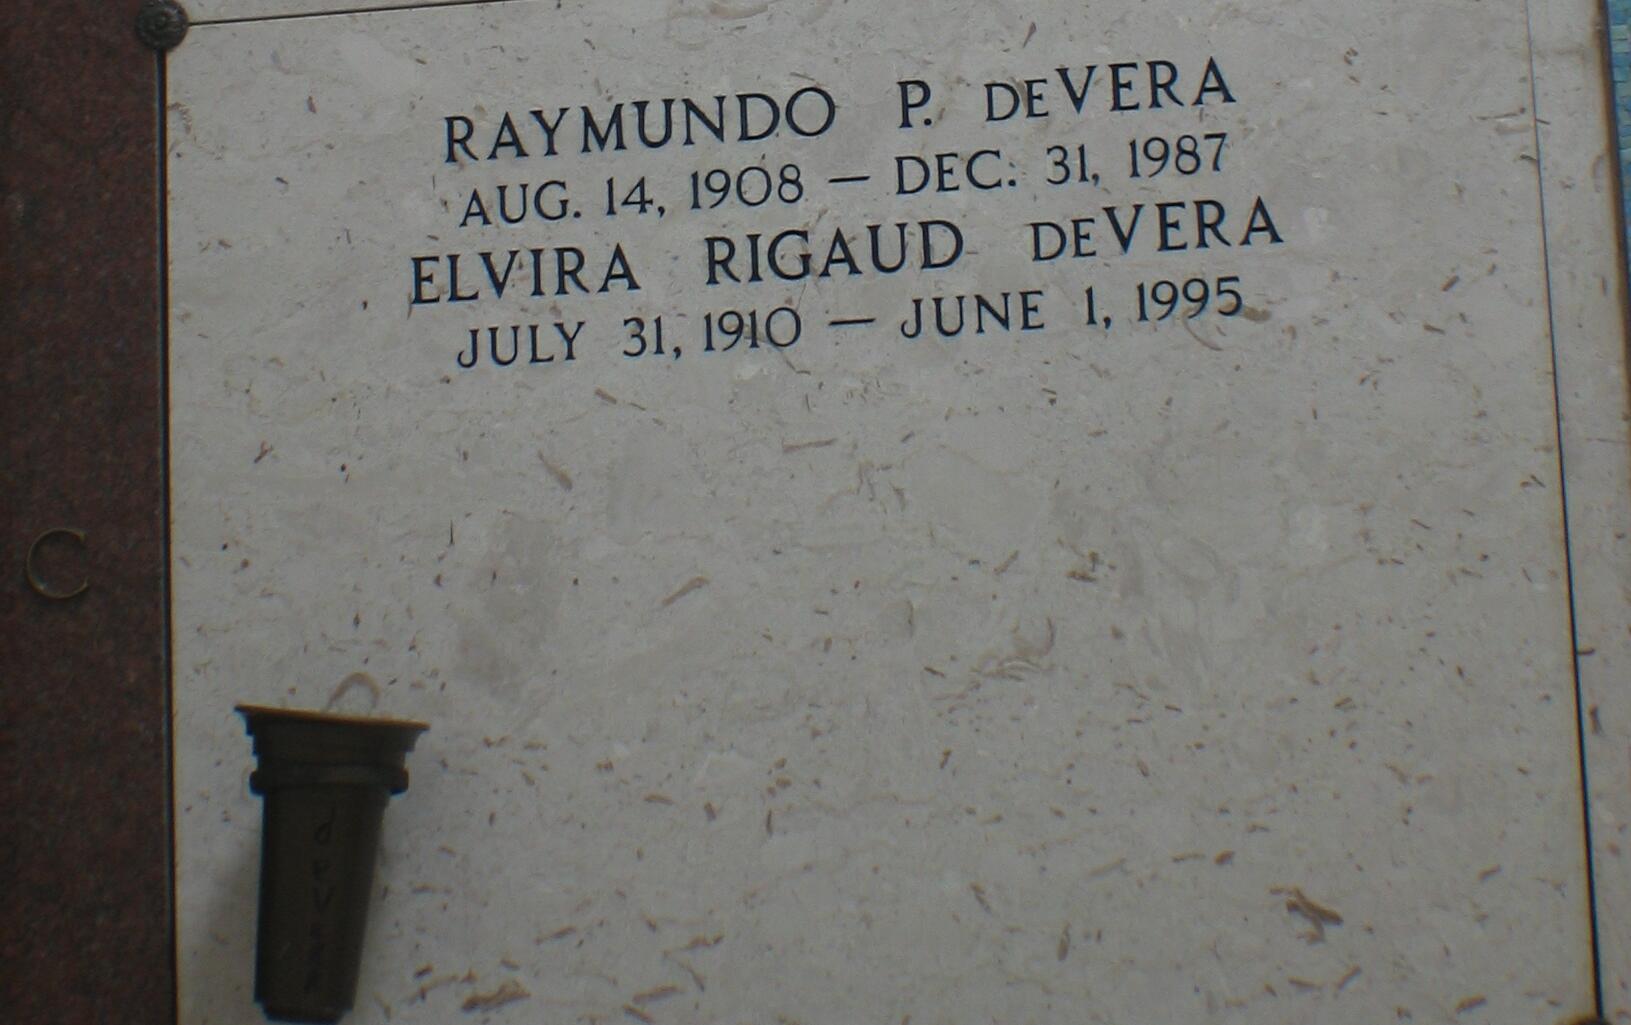 RAYMUNDO P. DEVERA
AUG. 14, 1908 — DEC. 31, 1987
ELVIRA RIGAUD DEVERA
JULY 31, 1910 — JUNE 1, 1995
C